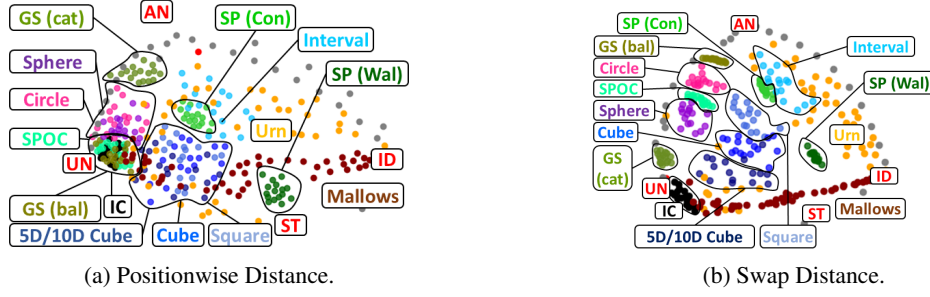 GS (cat)
AN
SP (Con)
Interval
Sphere
SP (Wal)
Circle
SPOC
Urn
UN
ID
GS (bal)
IC
Mallows
ST
5D/10D Cube
Cube
Square
(a) Positionwise Distance.
SP (Con)
AN
GS (bal)
Interval
Circle
SPOC
SP (Wal)
Sphere
Cube
Urn
GS
(cat)
UN
ID
IC
ST
Mallows
5D/10D Cube
Square
(b) Swap Distance.